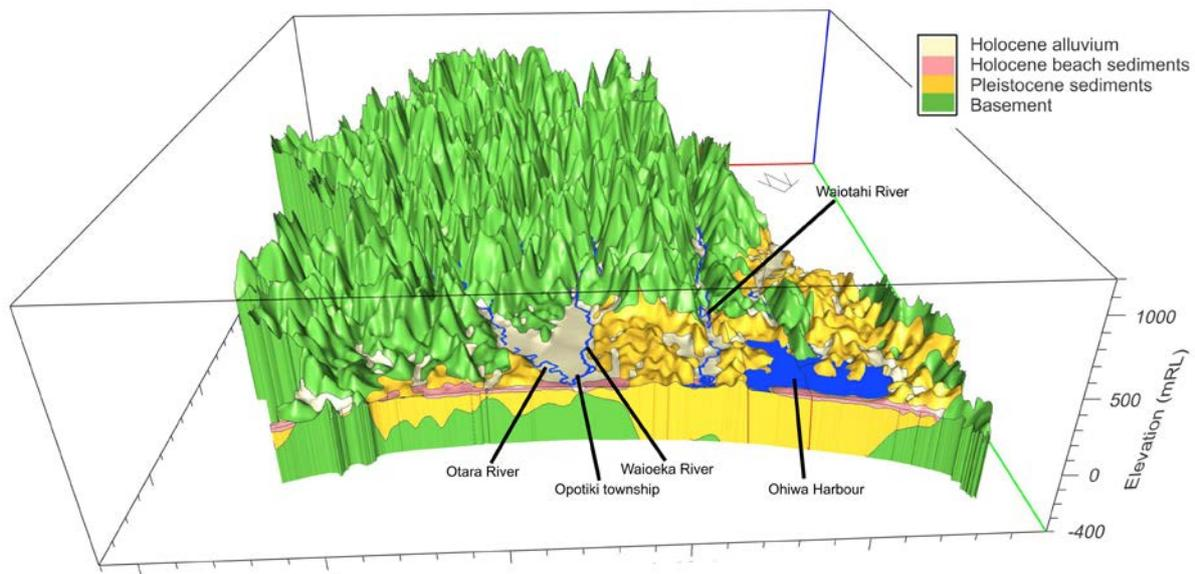 Holocene alluvium
Holocene beach sediments
Pleistocene sediments
Basement
Waiotahi River
1000
500
0
-400
Elevation (mRL)
Otara River
Waioeka River
Opotiki township
Ohiwa Harbour